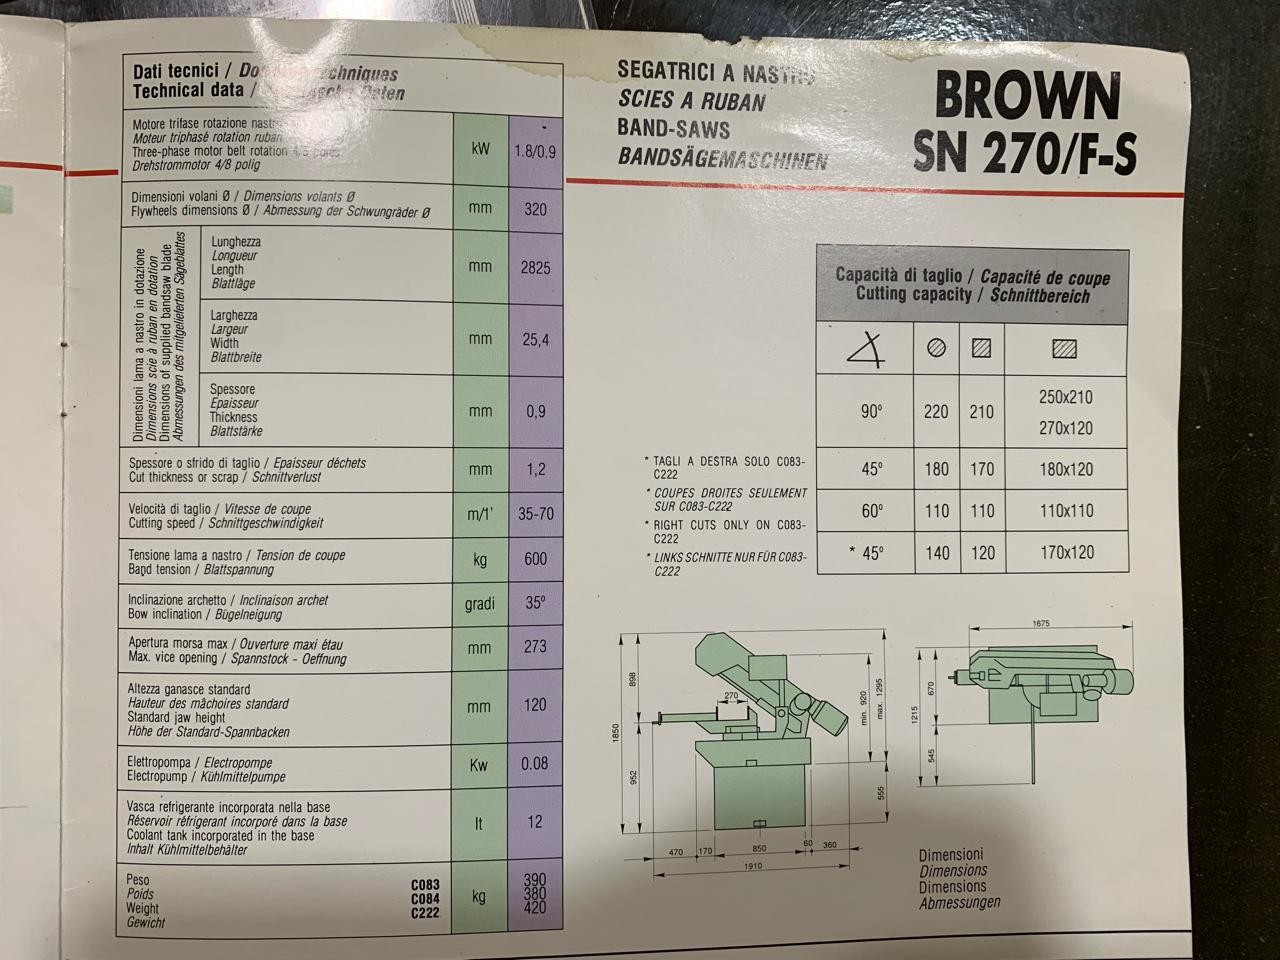 Dati tecnici /
Technical data /
Motore trifase rotazione
Moteur triphasé rotation ruban
Three-phase motor belt rotation
Drehstrommotor 4/8 polig
kW
1.8/0.9
Dimensioni volani Ø / Dimensions volants Ø
Flywheels dimensions Ø / Abmessung der Schwungräder Ø
mm
320
Dimensioni lama a nastro in dotazione
Dimensions scie à ruban en dotation
Dimensions of supplied bandsaw blade
Abmessungen des mitgelieferten Sägeblattes
Lunghezza
Longueur
Length
Blattläge
mm
2825
Larghezza
Largeur
Width
Blattbreite
mm
25,4
Spessore
Epaisseur
Thickness
Blattstärke
mm
0,9
Spessore o sfrido di taglio / Epaisseur déchets
Cut thickness or scrap / Schnittverlust
mm
1,2
Velocità di taglio / Vitesse de coupe
Cutting speed / Schnittgeschwindigkeit
m/1'
35-70
Tensione lama a nastro / Tension de coupe
Band tension / Blattspannung
kg
600
Inclinazione archetto / Inclinaison archet
Bow inclination / Bügelneigung
gradi
35º
Apertura morsa max / Ouverture maxi étau
Max. vice opening / Spannstock - Oeffnung
mm
273
Altezza ganasce standard
Hauteur des mâchoires standard
Standard jaw height
Höhe der Standard-Spannbacken
mm
120
Elettropompa / Electropompe
Electropump / Kühlmittelpumpe
Kw
0.08
Vasca refrigerante incorporata nella base
Réservoir réfrigerant incorporé dans la base
Coolant tank incorporated in the base
Inhalt Kühlmittelbehälter
lt
12
Peso
Poids
Weight
Gewicht
C083
C084
C222
kg
390
380
420
SEGATRICI A NASTRO
SCIES A RUBAN
BAND-SAWS
BANDSÄGEMASCHINEN
BROWN
SN 270/F-S
Capacità di taglio / Capacité de coupe
Cutting capacity / Schnittbereich
90º 220 210 250x210
270x120
45º 180 170 180x120
60º 110 110 110x110
* 45º 140 120 170x120
* TAGLI A DESTRA SOLO C083-
C222
* COUPES DROITES SEULEMENT
SUR C083-C222
* RIGHT CUTS ONLY ON C083-
C222
* LINKS SCHNITTE NUR FÜR C083-
C222
1850
898
952
270
min. 920
max. 1295
555
470 170 850 60 360
1910
1675
1215
670
545
Dimensioni
Dimensions
Dimensions
Abmessungen